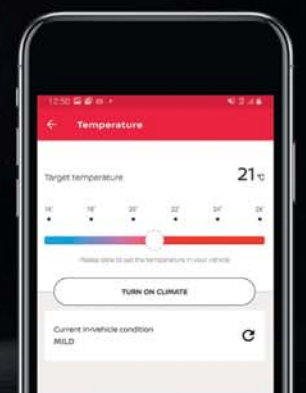 12:50
Temperature
Target temperature 21°C
16° 18° 20° 22° 24° 26°
Please slide to set the temperature in your vehicle
TURN ON CLIMATE
Current in-vehicle condition
MILD